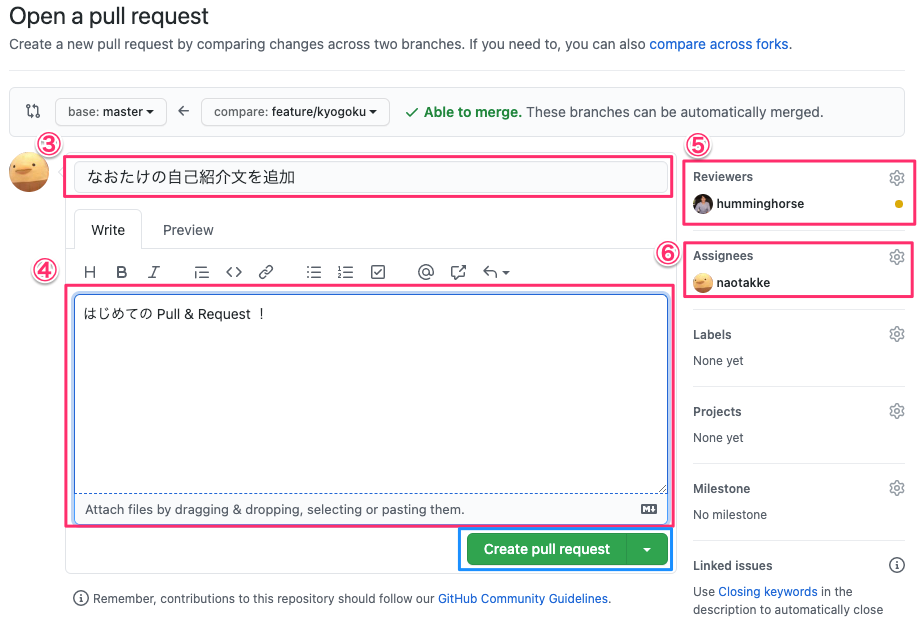 Open a pull request
Create a new pull request by comparing changes across two branches. If you need to, you can also compare across forks.
base: master
compare: feature/kyogoku
Able to merge. These branches can be automatically merged.
③
なおたけの自己紹介文を追加
Write
Preview
④
はじめての Pull & Request ！
Attach files by dragging & dropping, selecting or pasting them.
Create pull request
Remember, contributions to this repository should follow our GitHub Community Guidelines.
⑤
Reviewers
humminghorse
⑥
Assignees
naotakke
Labels
None yet
Projects
None yet
Milestone
No milestone
Linked issues
Use Closing keywords in the
description to automatically close